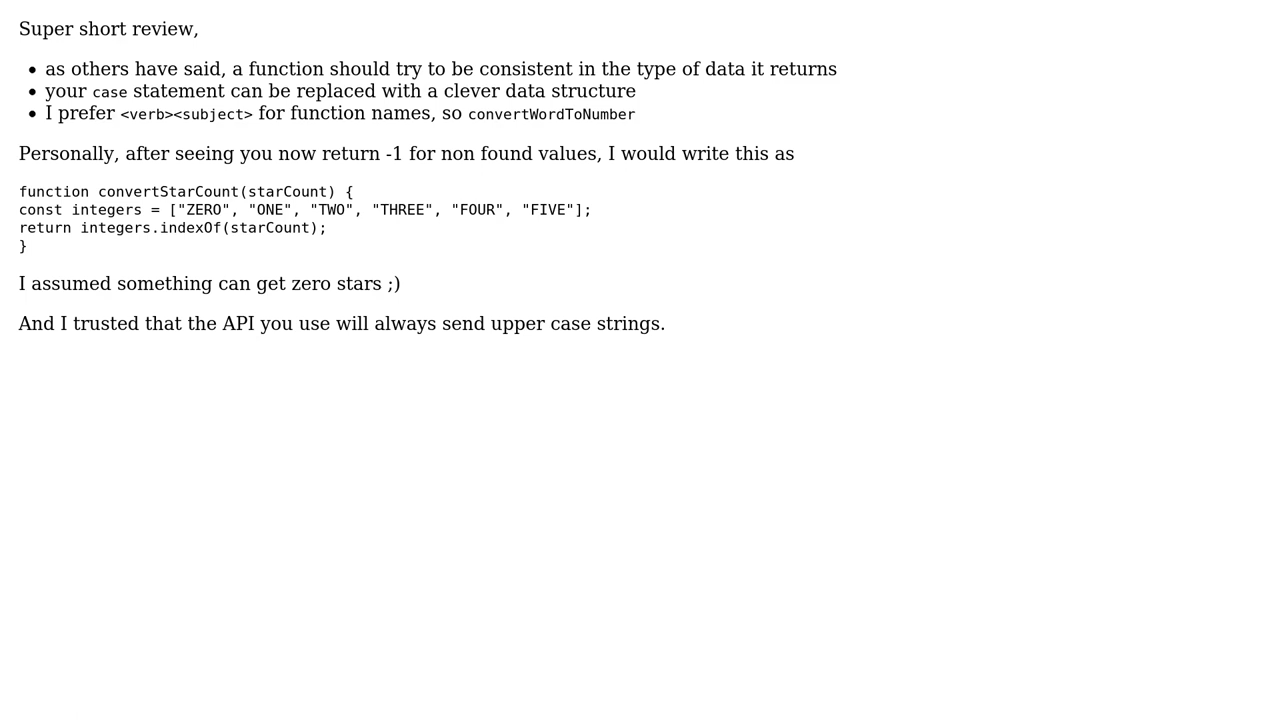 Super short review,
as others have said, a function should try to be consistent in the type of data it returns
your case statement can be replaced with a clever data structure
I prefer <verb><subject> for function names, so convertWordToNumber
Personally, after seeing you now return -1 for non found values, I would write this as
function convertStarCount(starCount) {
const integers = ["ZERO", "ONE", "TWO", "THREE", "FOUR", "FIVE"];
return integers.indexOf(starCount);
}
I assumed something can get zero stars ;)
And I trusted that the API you use will always send upper case strings.